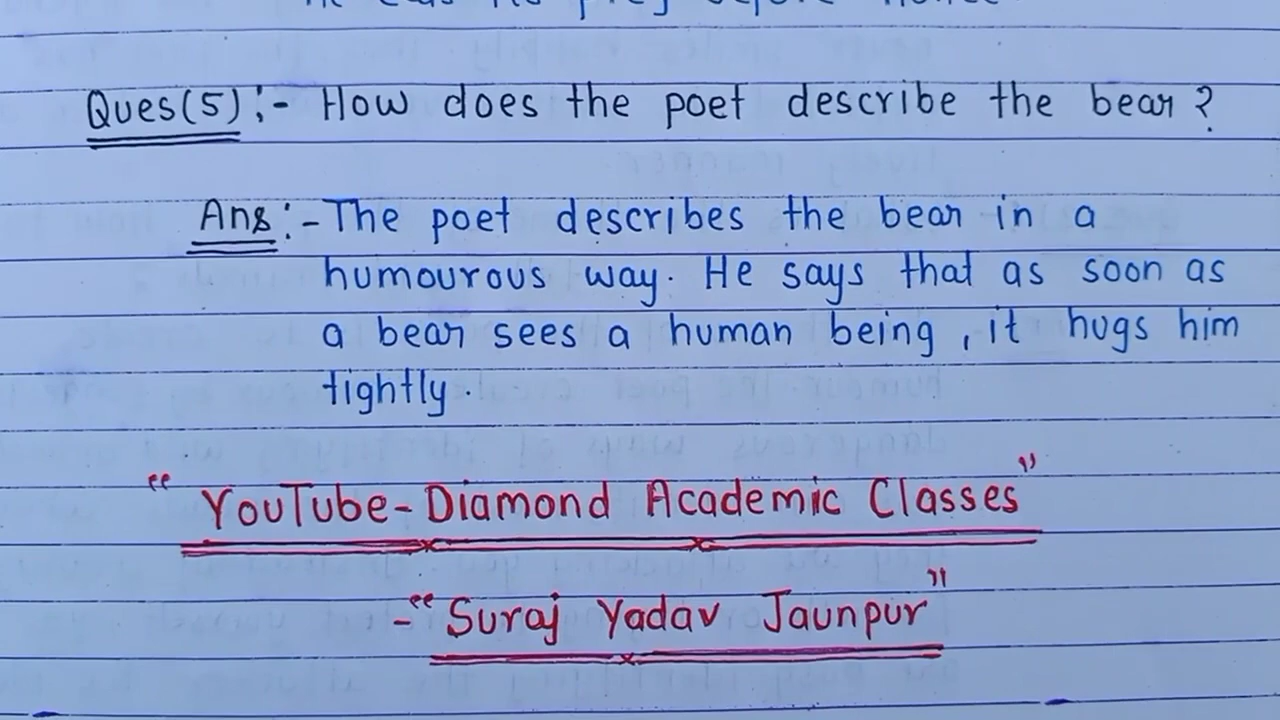 Ques(5):- How does the poet describe the bear?
Ans:- The poet describes the bear in a
humourous way. He says that as soon as
a bear sees a human being, it hugs him
tightly.
"YouTube-Diamond Academic Classes"
- "Suraj Yadav Jaunpur"